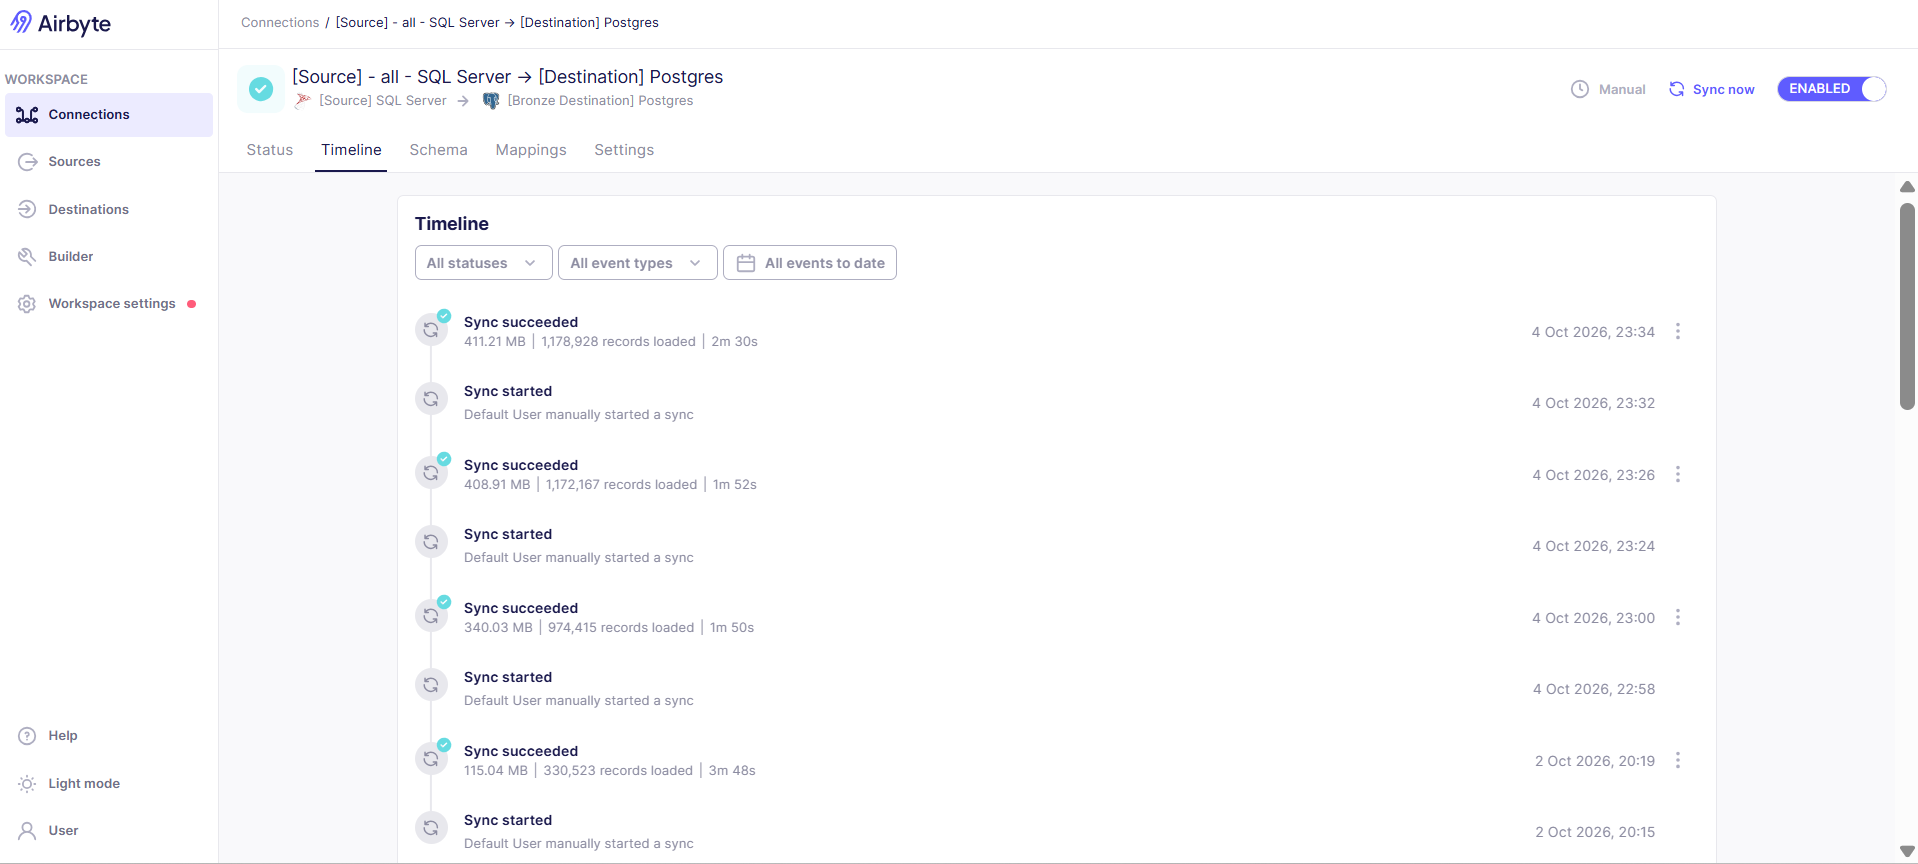 Airbyte
Connections / [Source] - all - SQL Server → [Destination] Postgres
WORKSPACE
Connections
Sources
Destinations
Builder
Workspace settings
[Source] - all - SQL Server → [Destination] Postgres
[Source] SQL Server → [Bronze Destination] Postgres
Manual
Sync now
ENABLED
Status Timeline Schema Mappings Settings
Timeline
All statuses All event types All events to date
Sync succeeded
411.21 MB | 1,178,928 records loaded | 2m 30s
4 Oct 2026, 23:34
Sync started
Default User manually started a sync
4 Oct 2026, 23:32
Sync succeeded
408.91 MB | 1,172,167 records loaded | 1m 52s
4 Oct 2026, 23:26
Sync started
Default User manually started a sync
4 Oct 2026, 23:24
Sync succeeded
340.03 MB | 974,415 records loaded | 1m 50s
4 Oct 2026, 23:00
Sync started
Default User manually started a sync
4 Oct 2026, 22:58
Sync succeeded
115.04 MB | 330,523 records loaded | 3m 48s
2 Oct 2026, 20:19
Sync started
Default User manually started a sync
2 Oct 2026, 20:15
Help
Light mode
User